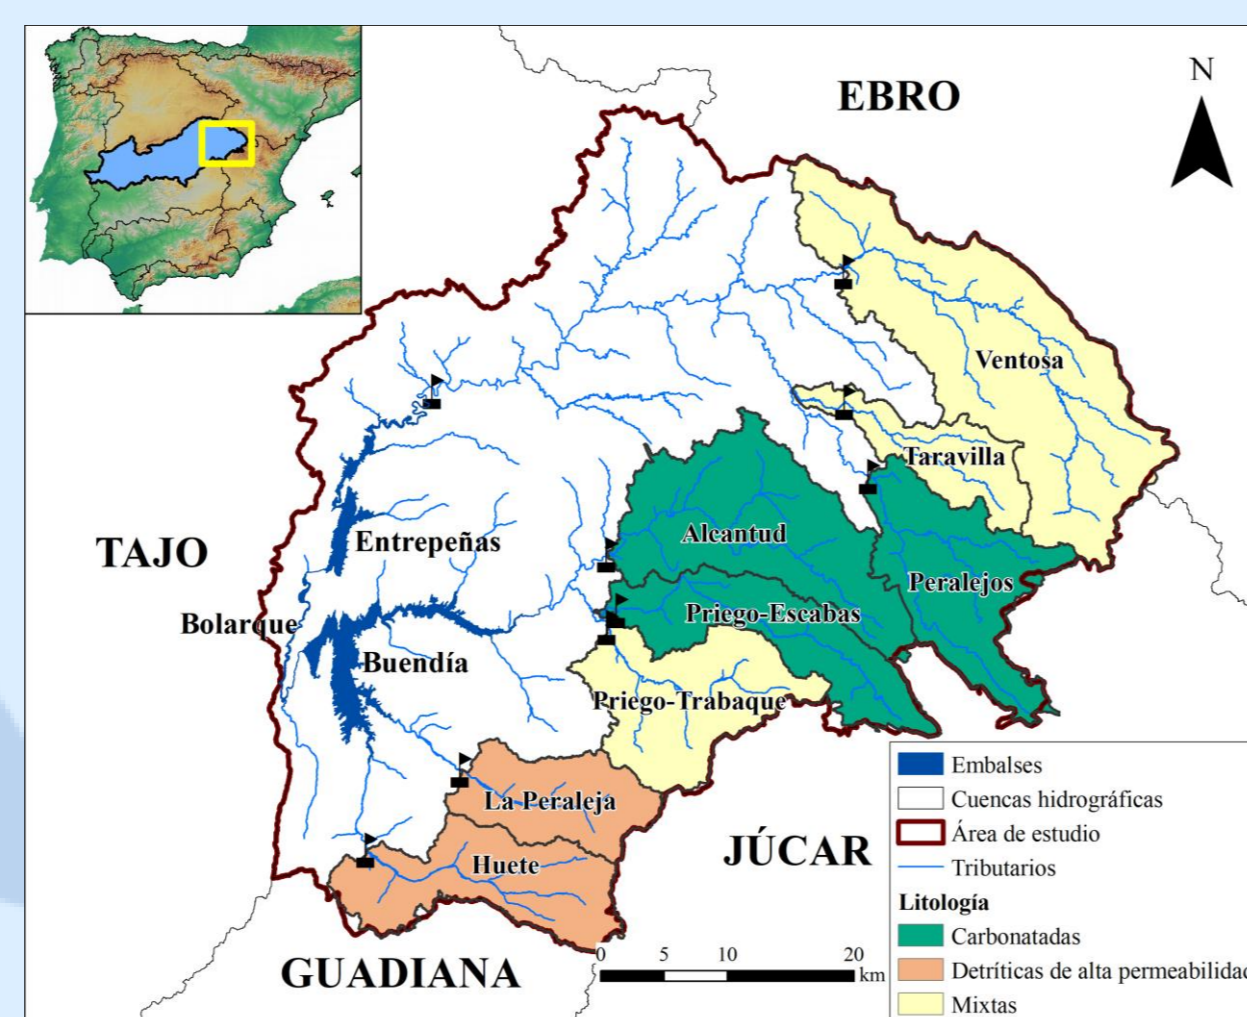 EBRO
N
Ventosa
Taravilla
TAJO
Entrepeñas
Alcantud
Peralejos
Bolarque
Priego-Escabas
Buendía
Priego-Trabaque
La Peraleja
JÚCAR
Huete
GUADIANA
0 5 10 20
km
Embalses
Cuencas hidrográficas
Área de estudio
Tributarios
Litología
Carbonatadas
Detríticas de alta permeabilidad
Mixtas